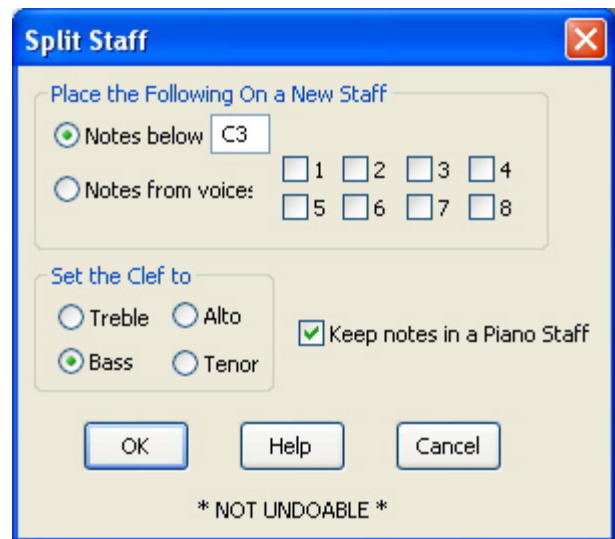 Split Staff
Place the Following On a New Staff
Notes below C3
Notes from voices
1 2 3 4
5 6 7 8
Set the Clef to
Treble Alto
Bass Tenor
Keep notes in a Piano Staff
OK Help Cancel
* NOT UNDOABLE *